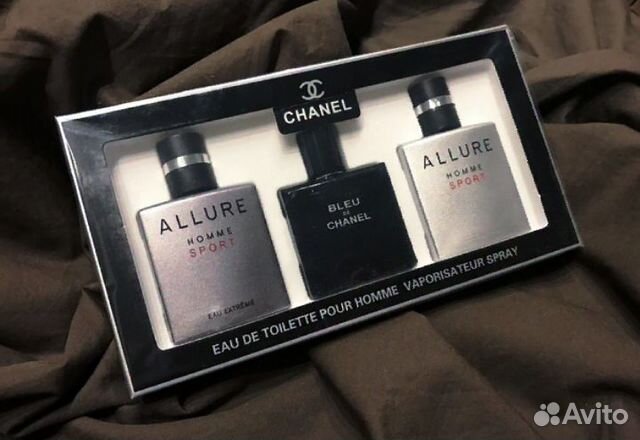 CHANEL
ALLURE
HOMME
SPORT
EAU EXTRÊME
BLEU
DE
CHANEL
ALLURE
HOMME
SPORT
EAU DE TOILETTE POUR HOMME VAPORISATEUR SPRAY
Avito